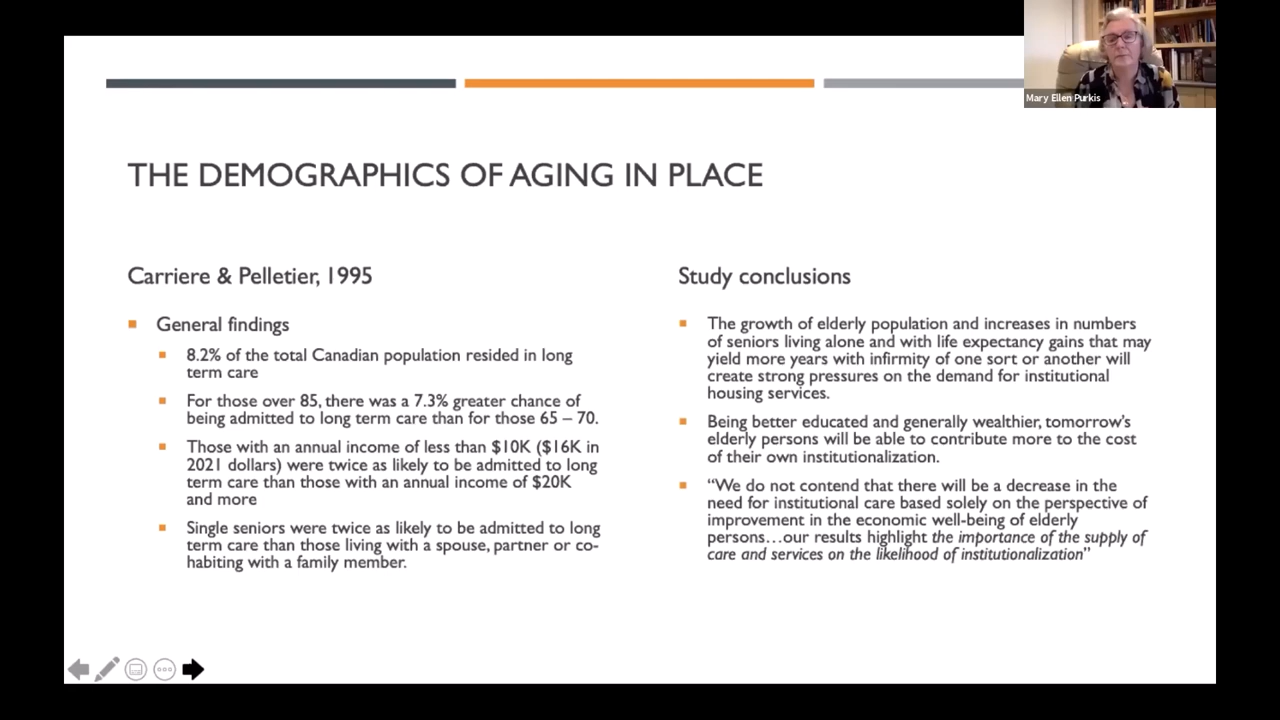 Mary Ellen Purkis
THE DEMOGRAPHICS OF AGING IN PLACE
Carriere & Pelletier, 1995
General findings
8.2% of the total Canadian population resided in long
term care
For those over 85, there was a 7.3% greater chance of
being admitted to long term care than for those 65 – 70.
Those with an annual income of less than $10K ($16K in
2021 dollars) were twice as likely to be admitted to long
term care than those with an annual income of $20K
and more
Single seniors were twice as likely to be admitted to long
term care than those living with a spouse, partner or co-
habiting with a family member.
Study conclusions
The growth of elderly population and increases in numbers
of seniors living alone and with life expectancy gains that may
yield more years with infirmity of one sort or another will
create strong pressures on the demand for institutional
housing services.
Being better educated and generally wealthier, tomorrow's
elderly persons will be able to contribute more to the cost
of their own institutionalization.
“We do not contend that there will be a decrease in the
need for institutional care based solely on the perspective of
improvement in the economic well-being of elderly
persons…our results highlight the importance of the supply of
care and services on the likelihood of institutionalization”